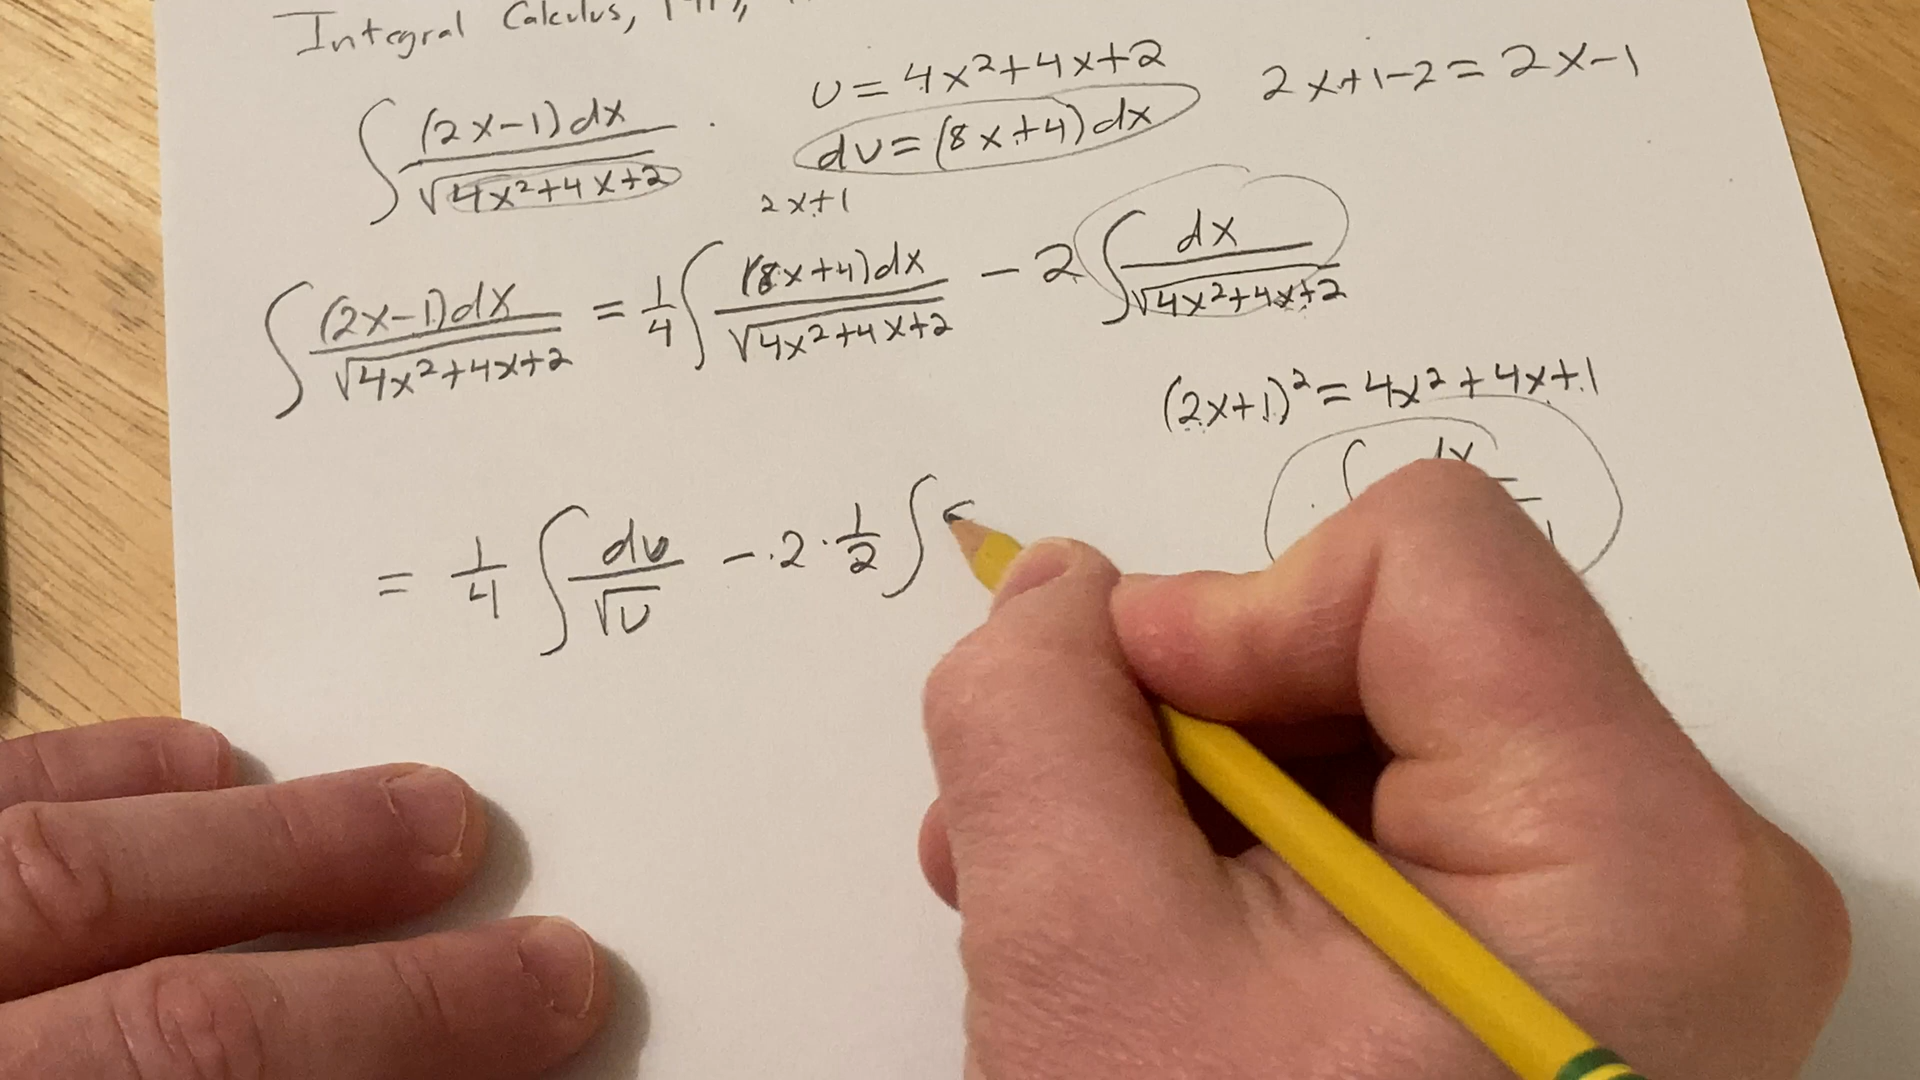 Integral Calculus,
∫ (2x-1)dx / √4x²+4x+2
u = 4x²+4x+2
du = (8x+4)dx
2x+1-2 = 2x-1
2x+1
∫ (2x-1)dx / √4x²+4x+2 = 1/4 ∫ (8x+4)dx / √4x²+4x+2 - 2 ∫ dx / √4x²+4x+2
(2x+1)² = 4x²+4x+1
∫ dx
= 1/4 ∫ du / √u - 2 · 1/2 ∫